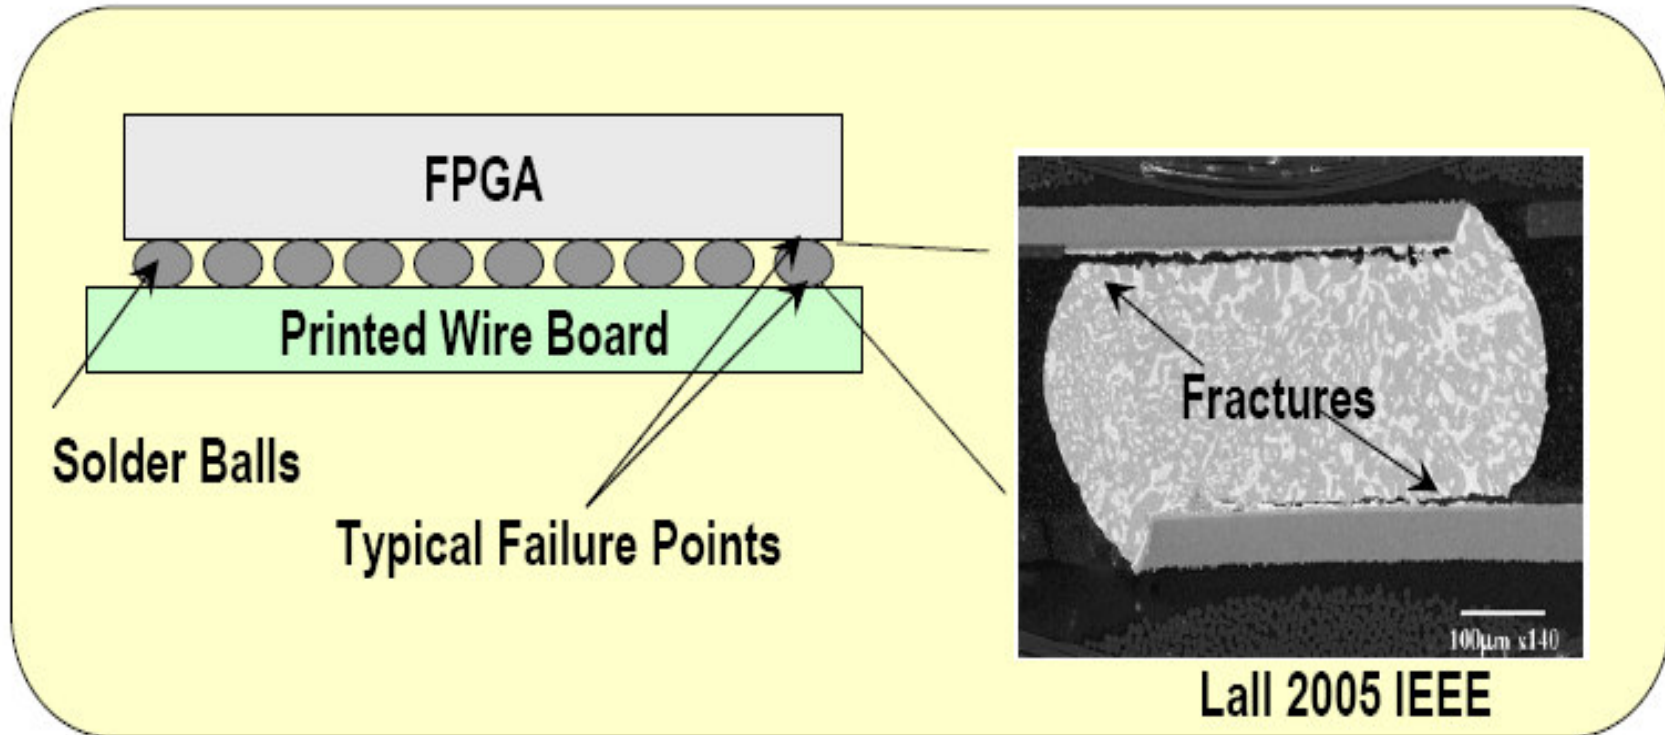 FPGA
Printed Wire Board
Solder Balls
Typical Failure Points
Fractures
100µm x140
Lall 2005 IEEE